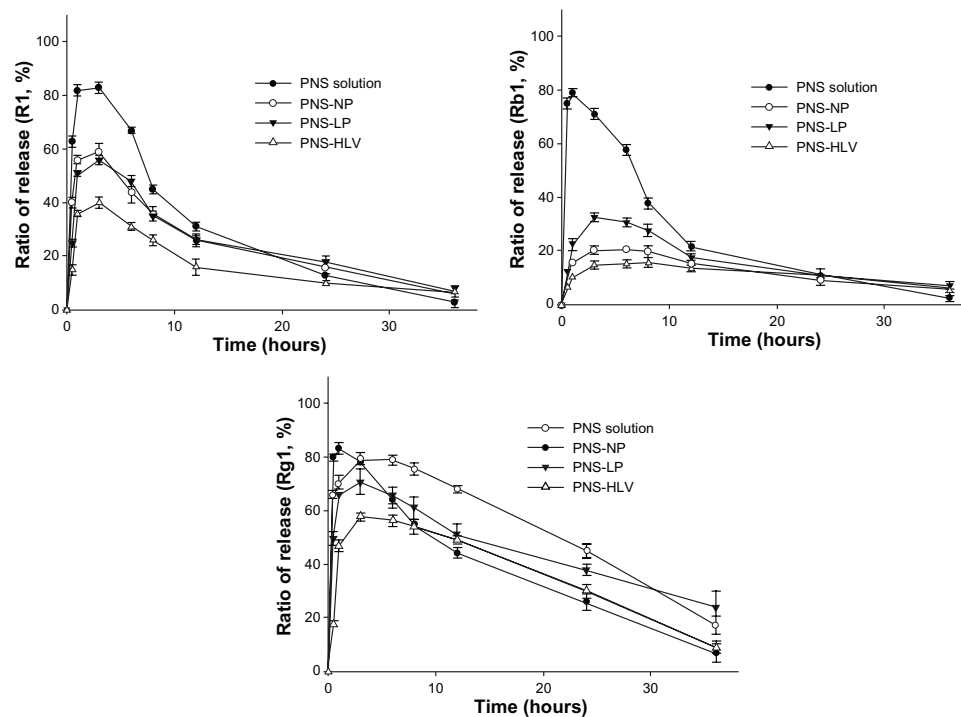 Ratio of release (R1, %)
100
80
60
40
20
0
0 10 20 30
Time (hours)
PNS solution
PNS-NP
PNS-LP
PNS-HLV
Ratio of release (Rb1, %)
100
80
60
40
20
0
0 10 20 30
Time (hours)
PNS solution
PNS-NP
PNS-LP
PNS-HLV
Ratio of release (Rg1, %)
100
80
60
40
20
0
0 10 20 30
Time (hours)
PNS solution
PNS-NP
PNS-LP
PNS-HLV